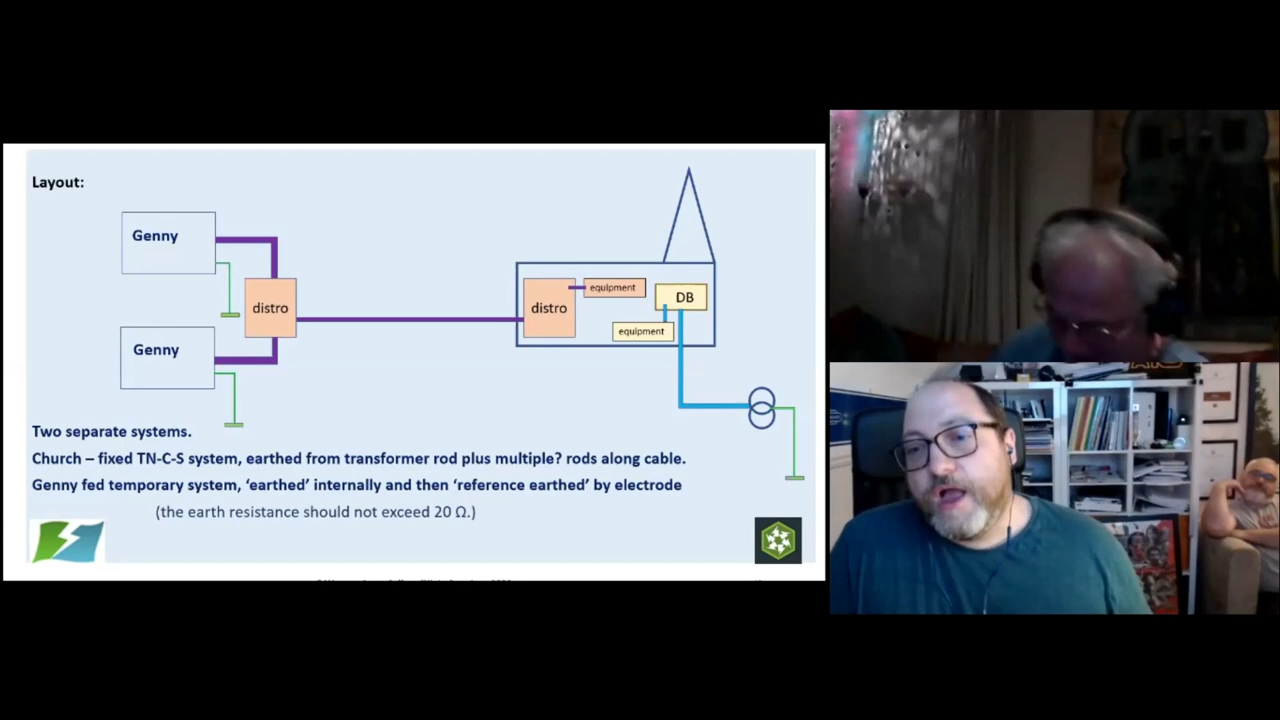 Layout:
Genny
distro
Genny
distro
equipment
DB
equipment
Two separate systems.
Church – fixed TN-C-S system, earthed from transformer rod plus multiple? rods along cable.
Genny fed temporary system, ‘earthed’ internally and then ‘reference earthed’ by electrode
(the earth resistance should not exceed 20 Ω.)